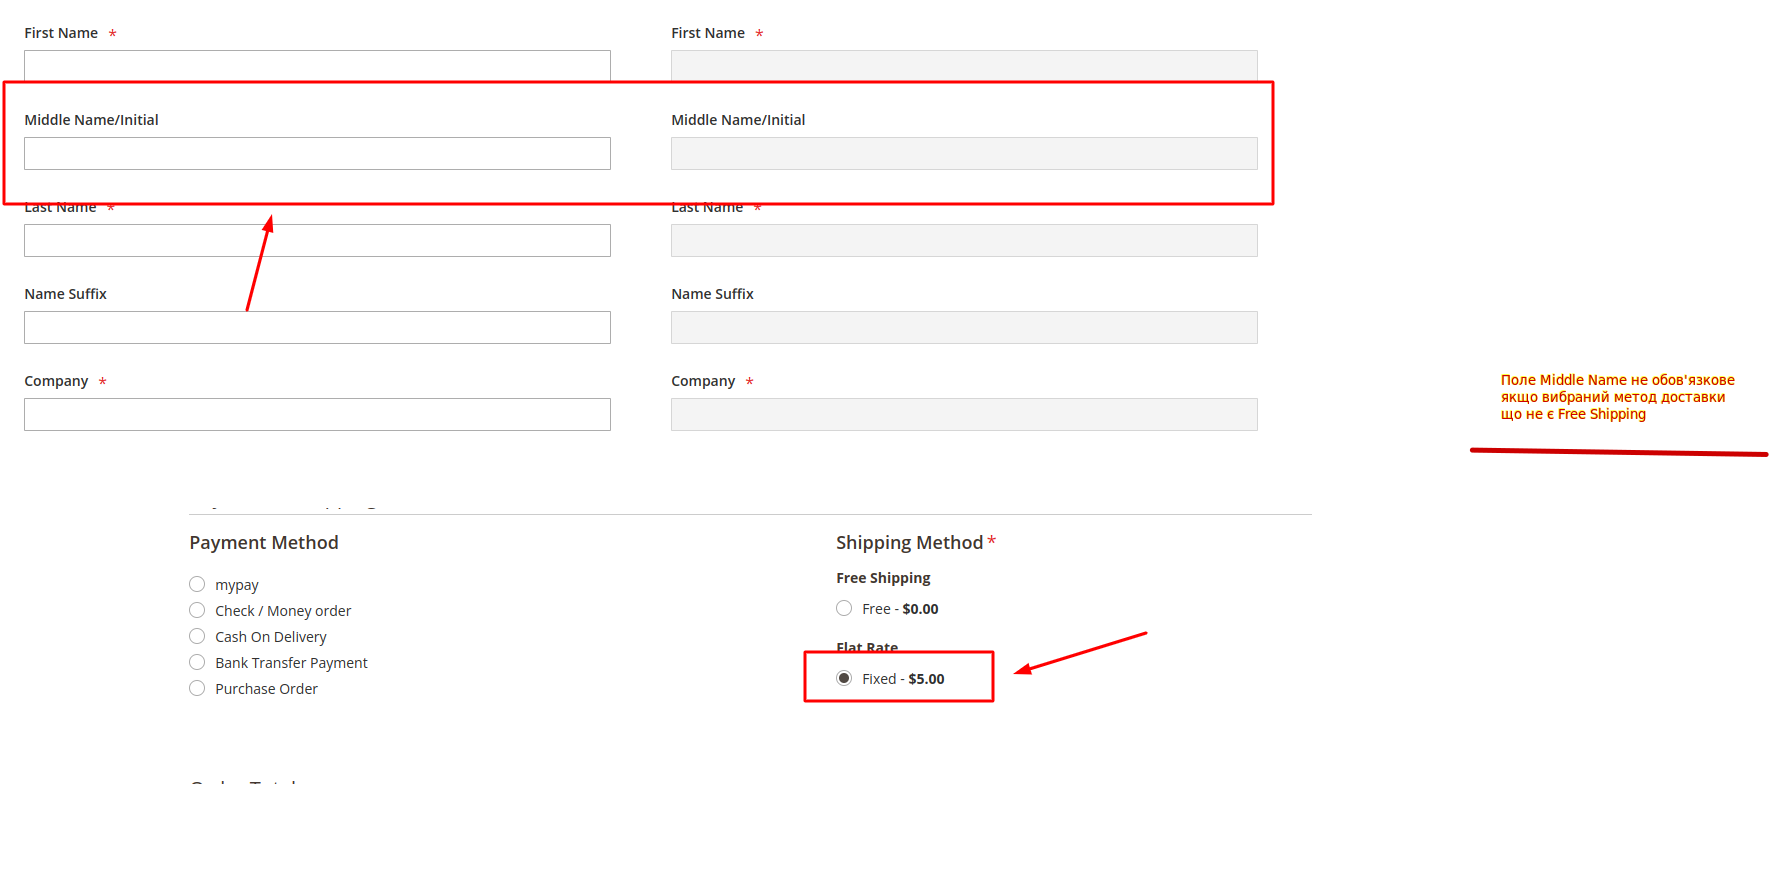 First Name *
First Name *
Middle Name/Initial
Middle Name/Initial
Last Name *
Last Name *
Name Suffix
Name Suffix
Company *
Company *
Поле Middle Name не обов'язкове
якщо вибраний метод доставки
що не є Free Shipping
Payment Method
mypay
Check / Money order
Cash On Delivery
Bank Transfer Payment
Purchase Order
Shipping Method *
Free Shipping
Free - $0.00
Flat Rate
Fixed - $5.00